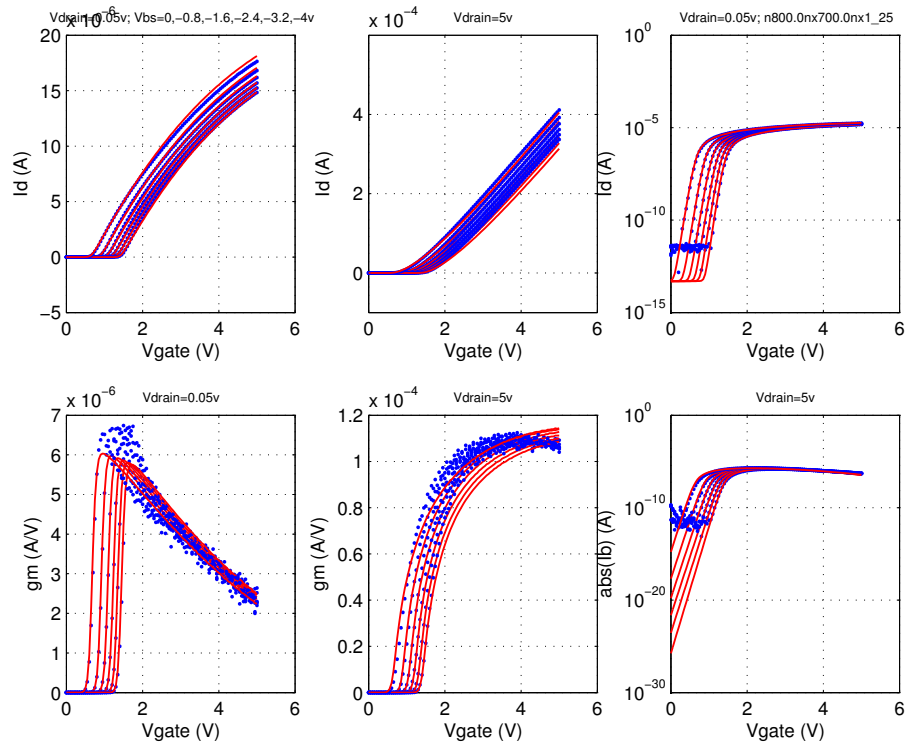 Vdrain=0.05v; Vbs=0,−0.8,−1.6,−2.4,−3.2,−4v
x 10−6
20
15
10
5
0
−5
Id (A)
0 2 4 6
Vgate (V)
Vdrain=5v
x 10−4
4
2
0
Id (A)
0 2 4 6
Vgate (V)
Vdrain=0.05v; n800.0nx700.0nx1_25
100
10−5
10−10
10−15
Id (A)
0 2 4 6
Vgate (V)
Vdrain=0.05v
x 10−6
7
6
5
4
3
2
1
0
gm (A/V)
0 2 4 6
Vgate (V)
Vdrain=5v
x 10−4
1.2
1
0.8
0.6
0.4
0.2
0
gm (A/V)
0 2 4 6
Vgate (V)
Vdrain=5v
100
10−10
10−20
10−30
abs(Ib) (A)
0 2 4 6
Vgate (V)